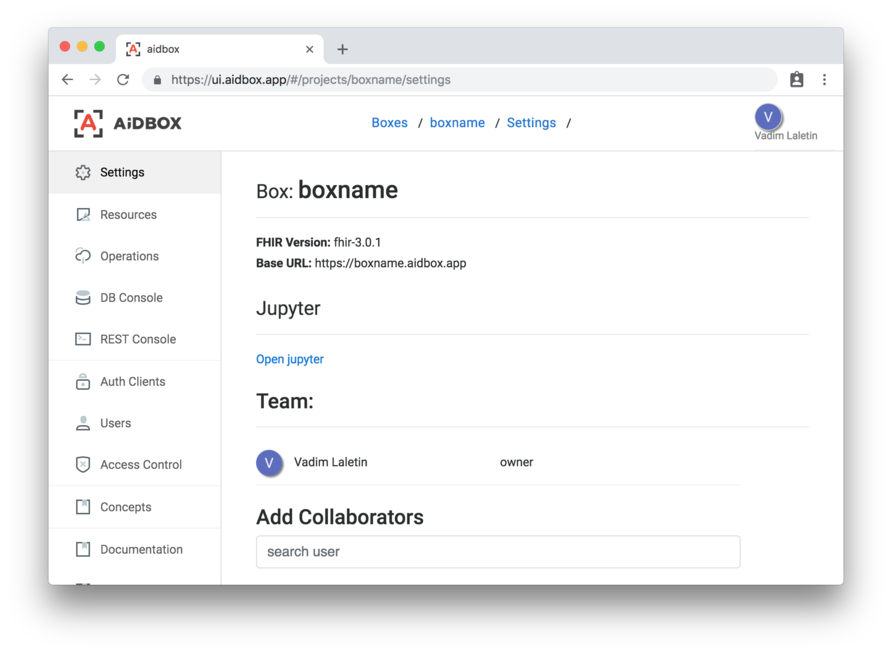 aidbox
https://ui.aidbox.app/#/projects/boxname/settings
AiDBOX
Boxes / boxname / Settings /
V
Vadim Laletin
Settings
Resources
Operations
DB Console
REST Console
Auth Clients
Users
Access Control
Concepts
Documentation
Box: boxname
FHIR Version: fhir-3.0.1
Base URL: https://boxname.aidbox.app
Jupyter
Open jupyter
Team:
V Vadim Laletin owner
Add Collaborators
search user